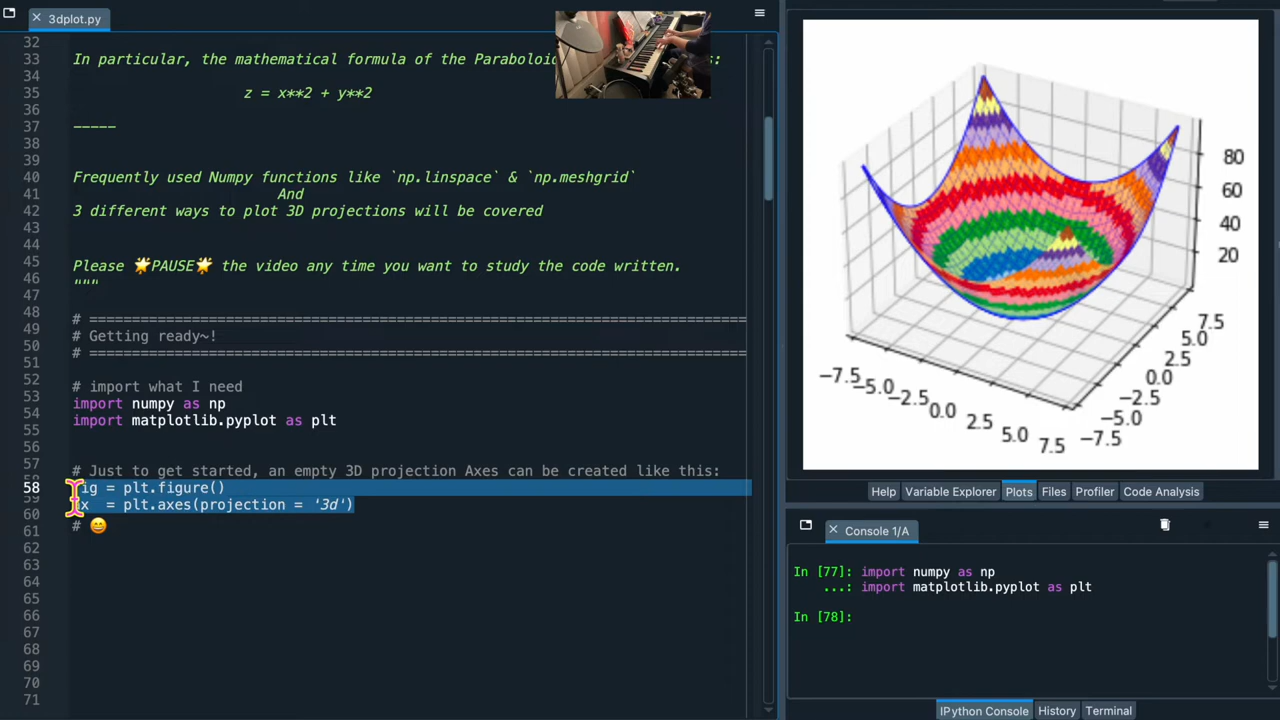 3dplot.py
32
33 In particular, the mathematical formula of the Paraboloi :
34
35 z = x**2 + y**2
36
37 -----
38
39
40 Frequently used Numpy functions like `np.linspace` & `np.meshgrid`
41 And
42 3 different ways to plot 3D projections will be covered
43
44
45 Please 🌟PAUSE🌟 the video any time you want to study the code written.
46 """
47
48 # =============================================================================
49 # Getting ready~!
50 # =============================================================================
51
52 # import what I need
53 import numpy as np
54 import matplotlib.pyplot as plt
55
56
57 # Just to get started, an empty 3D projection Axes can be created like this:
58 ig = plt.figure()
59 x = plt.axes(projection = '3d')
60
61 # 😊
62
63
64
65
66
67
68
69
70
71
80
60
40
20
7.5
5.0
2.5
0.0
−2.5
−5.0
−7.5
−7.5
−5.0
−2.5
0.0
2.5
5.0
7.5
Help Variable Explorer Plots Files Profiler Code Analysis
Console 1/A
In [77]: import numpy as np
...: import matplotlib.pyplot as plt
In [78]:
IPython Console History Terminal